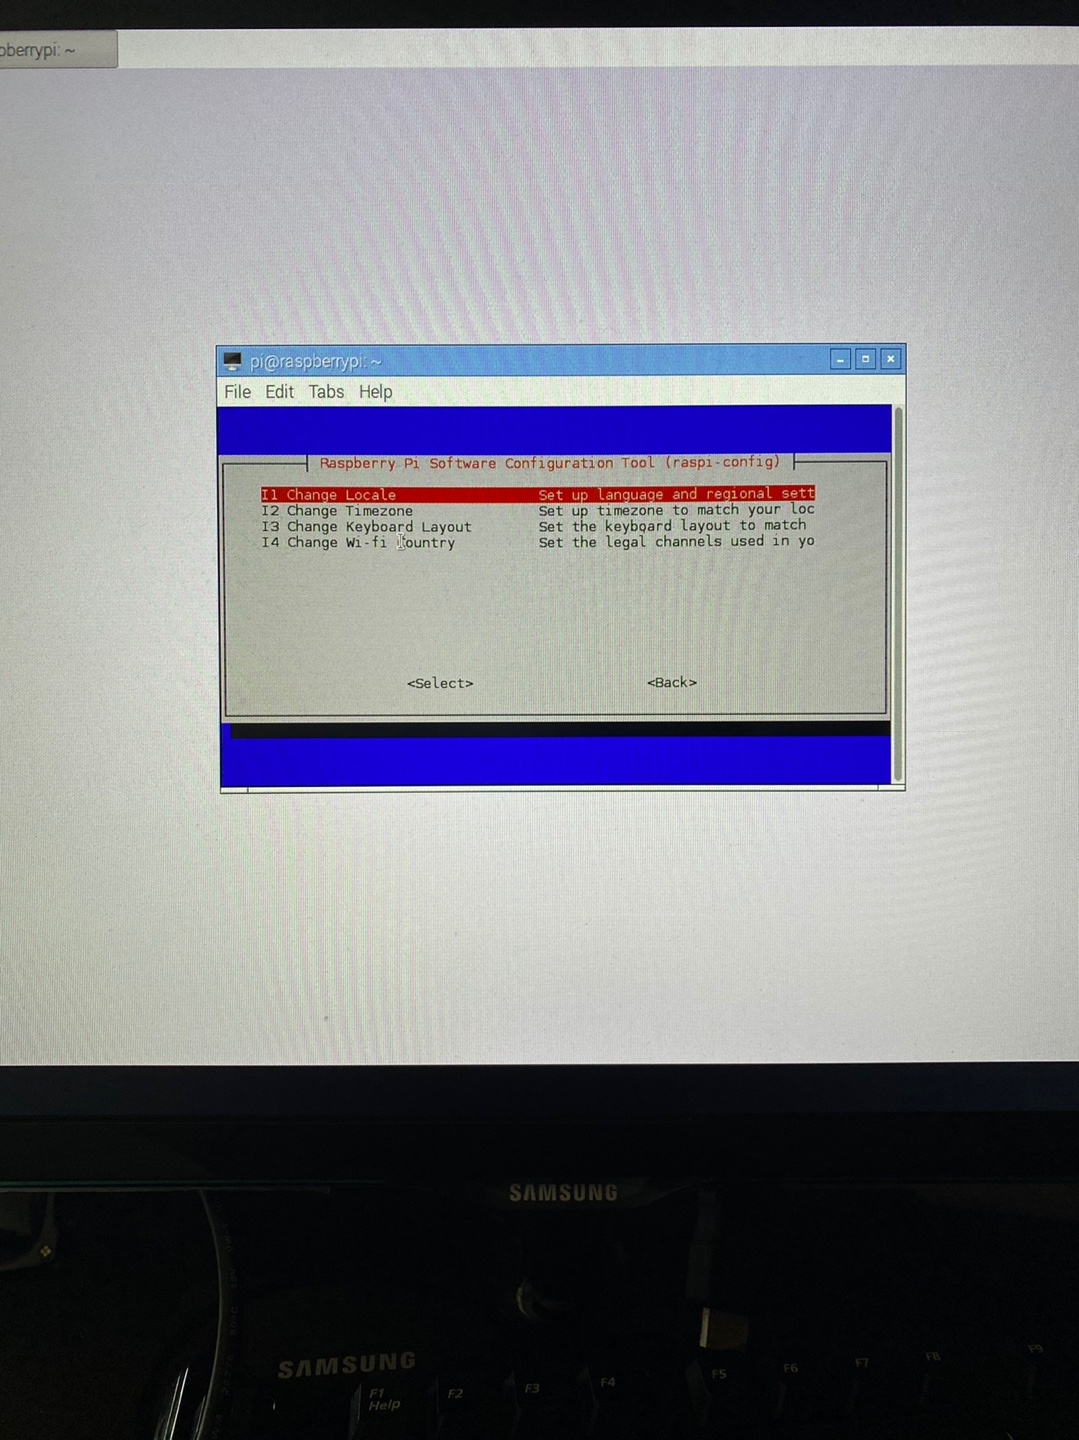 pberrypi: ~
pi@raspberrypi: ~
File Edit Tabs Help
Raspberry Pi Software Configuration Tool (raspi-config)
I1 Change Locale Set up language and regional sett
I2 Change Timezone Set up timezone to match your loc
I3 Change Keyboard Layout Set the keyboard layout to match
I4 Change Wi-fi Country Set the legal channels used in yo
<Select> <Back>
SAMSUNG
SAMSUNG
F1 F2 F3 F4 F5 F6 F7 F8 F9
Help